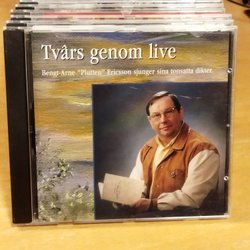 Tvårs genom live
Bengt-Arne "Plutten" Ericsson sjunger sina tonsatta dikter.